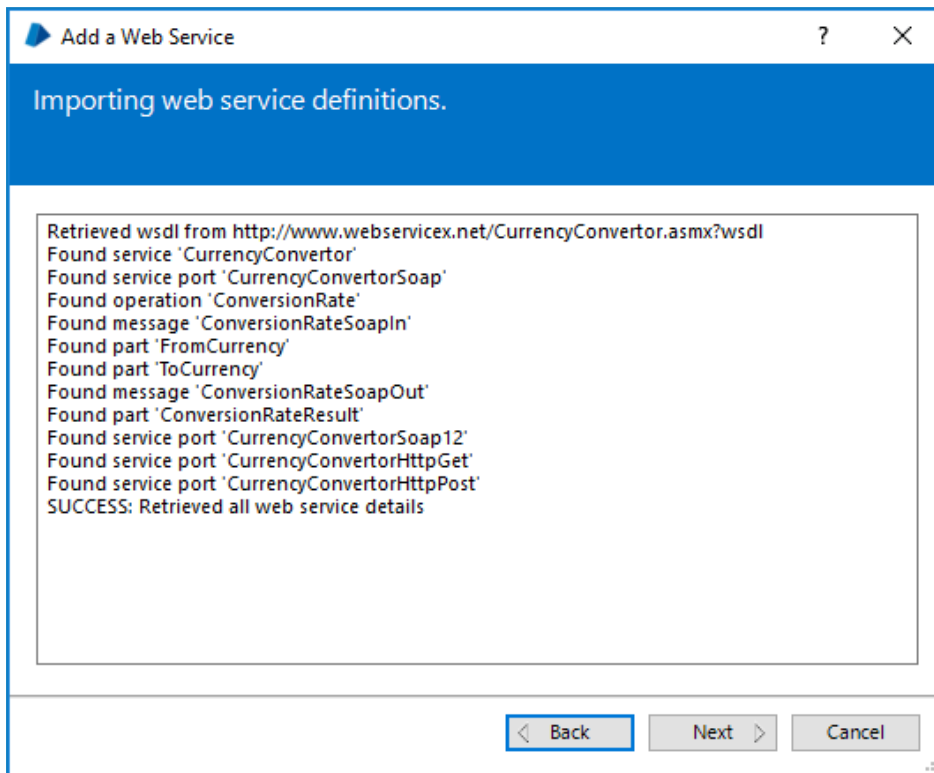 Add a Web Service
Importing web service definitions.
Retrieved wsdl from http://www.webservicex.net/CurrencyConvertor.asmx?wsdl
Found service 'CurrencyConvertor'
Found service port 'CurrencyConvertorSoap'
Found operation 'ConversionRate'
Found message 'ConversionRateSoapIn'
Found part 'FromCurrency'
Found part 'ToCurrency'
Found message 'ConversionRateSoapOut'
Found part 'ConversionRateResult'
Found service port 'CurrencyConvertorSoap12'
Found service port 'CurrencyConvertorHttpGet'
Found service port 'CurrencyConvertorHttpPost'
SUCCESS: Retrieved all web service details
Back Next Cancel